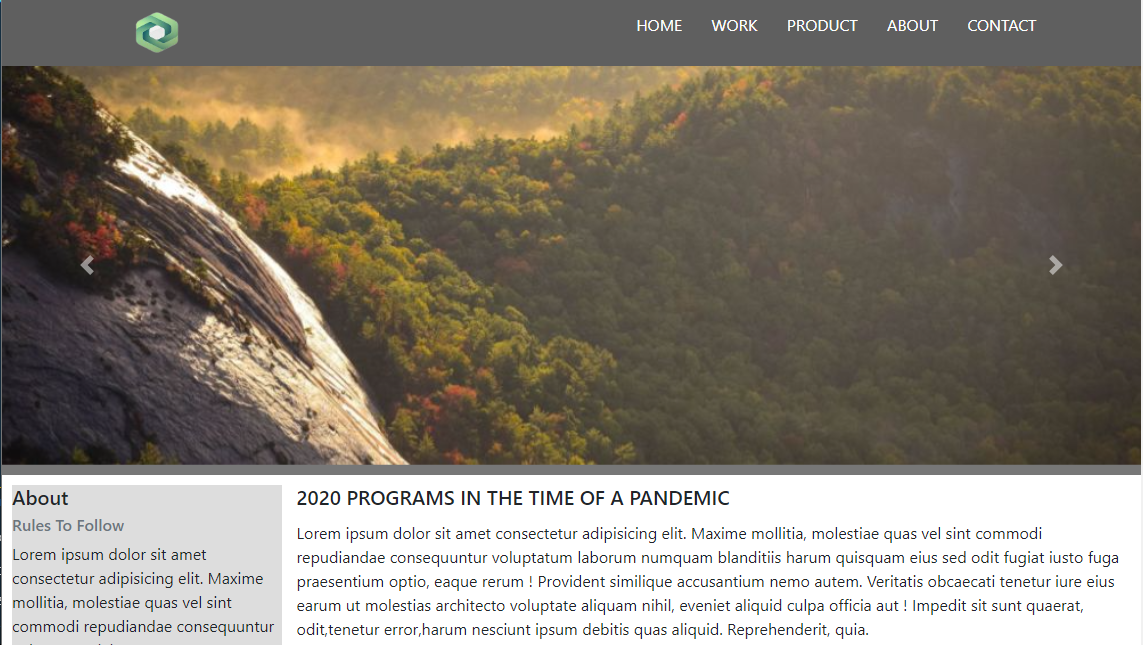 HOME WORK PRODUCT ABOUT CONTACT
About
Rules To Follow
Lorem ipsum dolor sit amet
consectetur adipisicing elit. Maxime
mollitia, molestiae quas vel sint
commodi repudiandae consequuntur
2020 PROGRAMS IN THE TIME OF A PANDEMIC
Lorem ipsum dolor sit amet consectetur adipisicing elit. Maxime mollitia, molestiae quas vel sint commodi
repudiandae consequuntur voluptatum laborum numquam blanditiis harum quisquam eius sed odit fugiat iusto fuga
praesentium optio, eaque rerum ! Provident similique accusantium nemo autem. Veritatis obcaecati tenetur iure eius
earum ut molestias architecto voluptate aliquam nihil, eveniet aliquid culpa officia aut ! Impedit sit sunt quaerat,
odit,tenetur error,harum nesciunt ipsum debitis quas aliquid. Reprehenderit, quia.